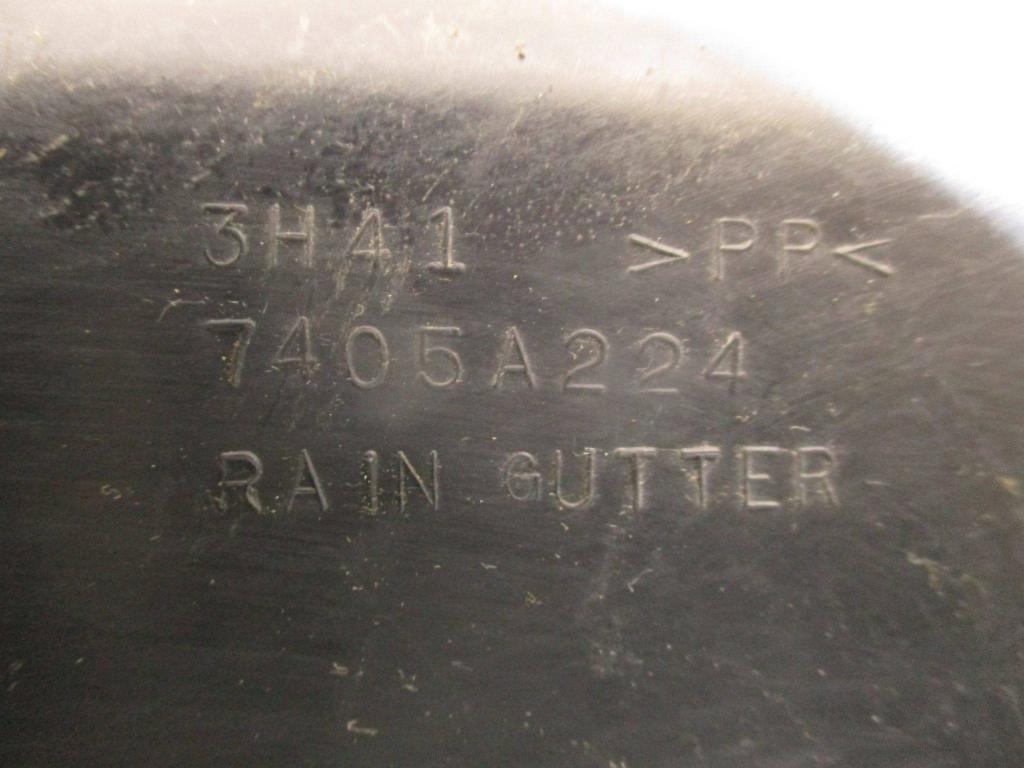 3H41 >PP<
7405A224
RAIN GUTTER